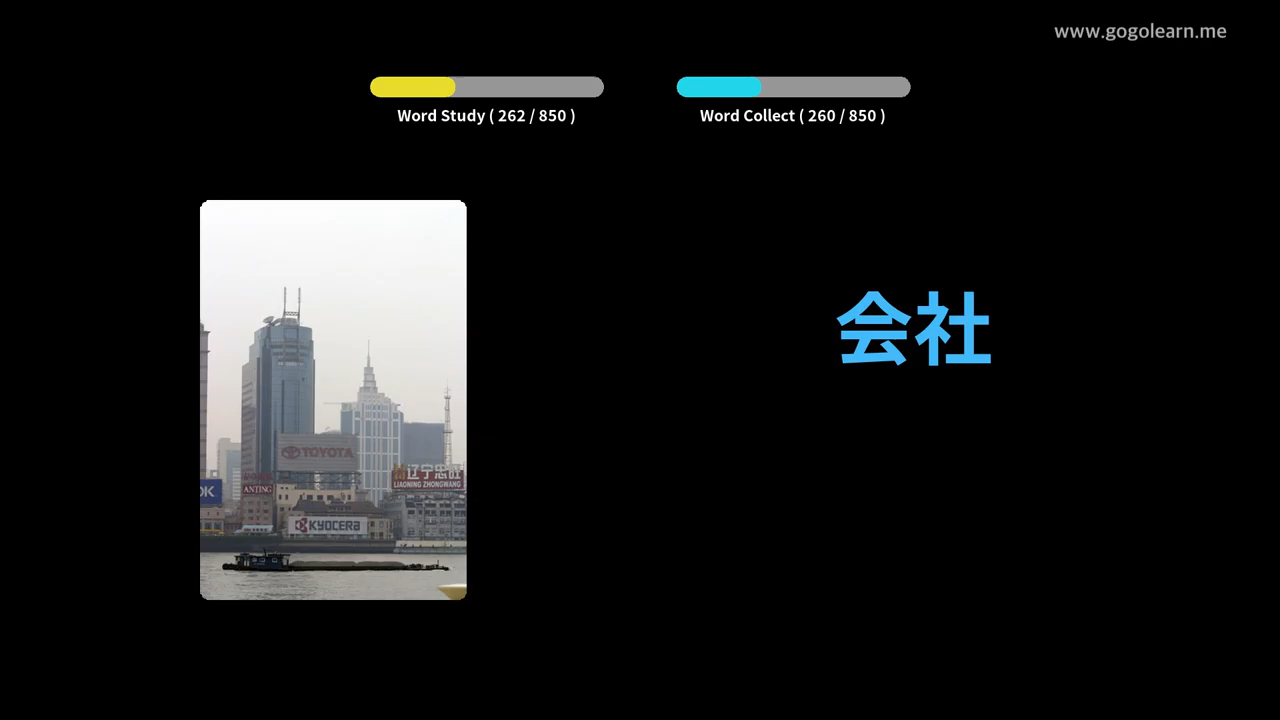 www.gogolearn.me
Word Study ( 262 / 850 )
Word Collect ( 260 / 850 )
会社
TOYOTA
辽宁忠旺
LIAONING ZHONGWANG
OK
ANTING
KYOCERA